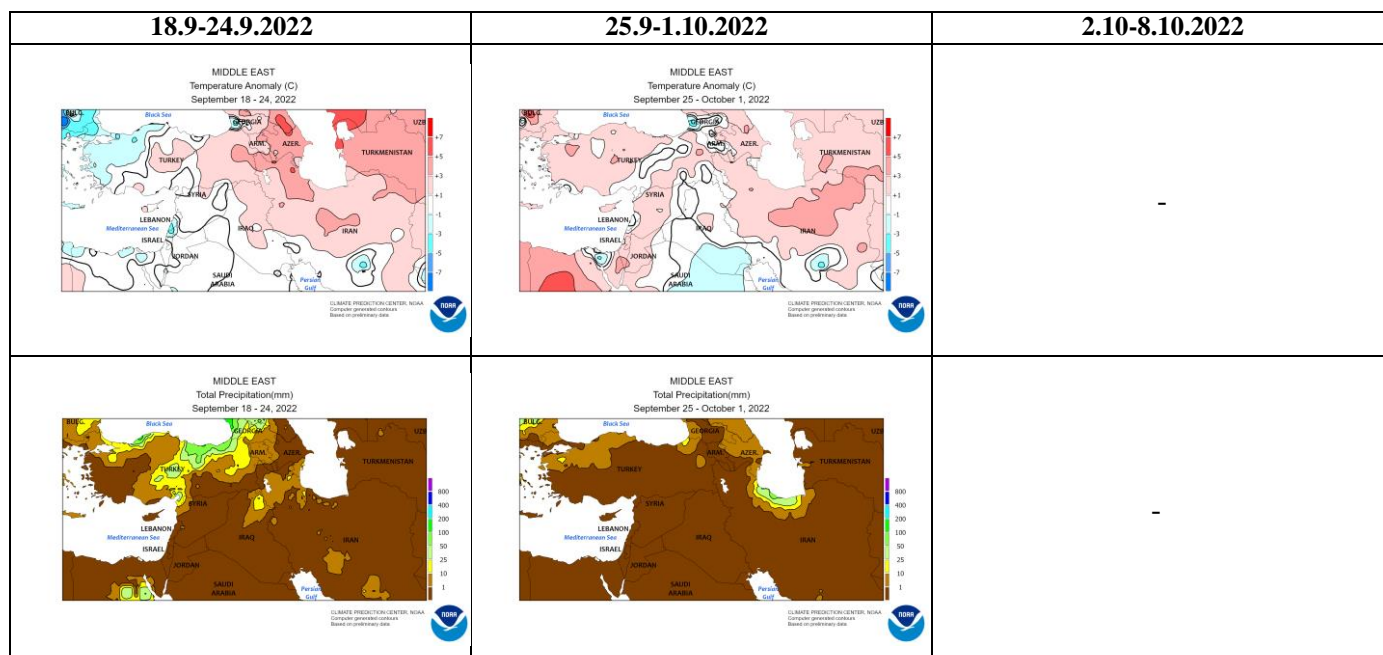 18.9-24.9.2022
25.9-1.10.2022
2.10-8.10.2022
MIDDLE EAST
Temperature Anomaly (C)
September 18 - 24, 2022
BULG.
Black Sea
GEORGIA
UZB
ARM.
AZER.
TURKEY
TURKMENISTAN
SYRIA
LEBANON
Mediterranean Sea
ISRAEL
IRAQ
IRAN
JORDAN
SAUDI
ARABIA
Persian
Gulf
+7
+5
+3
+1
-1
-3
-5
-7
CLIMATE PREDICTION CENTER, NOAA
Computer generated contours
Based on preliminary data
NOAA
MIDDLE EAST
Temperature Anomaly (C)
September 25 - October 1, 2022
BULG.
Black Sea
GEORGIA
UZB
ARM.
AZER.
TURKEY
TURKMENISTAN
SYRIA
LEBANON
Mediterranean Sea
ISRAEL
IRAQ
IRAN
JORDAN
SAUDI
ARABIA
Persian
Gulf
+7
+5
+3
+1
-1
-3
-5
-7
CLIMATE PREDICTION CENTER, NOAA
Computer generated contours
Based on preliminary data
NOAA
-
MIDDLE EAST
Total Precipitation(mm)
September 18 - 24, 2022
BULG.
Black Sea
GEORGIA
UZB
ARM.
AZER.
TURKEY
TURKMENISTAN
SYRIA
LEBANON
Mediterranean Sea
ISRAEL
IRAQ
IRAN
JORDAN
SAUDI
ARABIA
Persian
Gulf
800
400
200
100
50
25
10
1
CLIMATE PREDICTION CENTER, NOAA
Computer generated contours
Based on preliminary data
NOAA
MIDDLE EAST
Total Precipitation(mm)
September 25 - October 1, 2022
BULG.
Black Sea
GEORGIA
UZB
ARM.
AZER.
TURKEY
TURKMENISTAN
SYRIA
LEBANON
Mediterranean Sea
ISRAEL
IRAQ
IRAN
JORDAN
SAUDI
ARABIA
Persian
Gulf
800
400
200
100
50
25
10
1
CLIMATE PREDICTION CENTER, NOAA
Computer generated contours
Based on preliminary data
NOAA
-